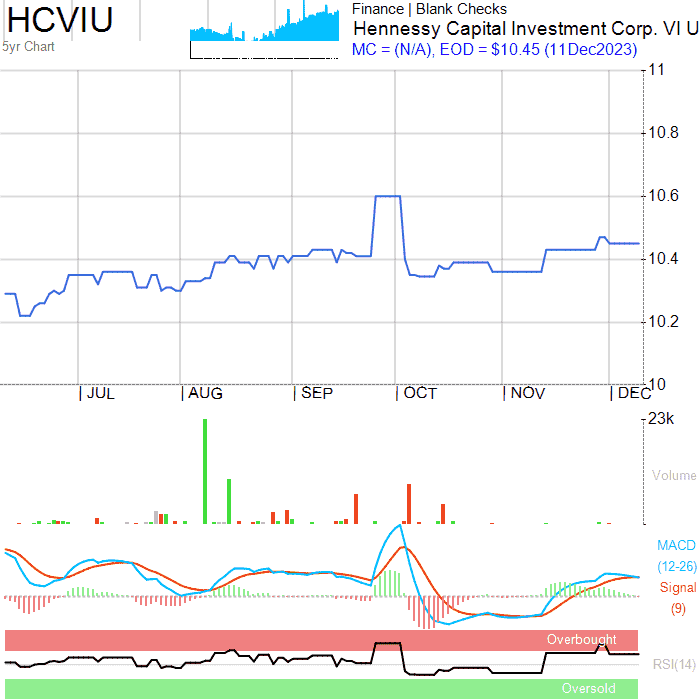 HCVIU
5yr Chart
Finance | Blank Checks
Hennessy Capital Investment Corp. VI U
MC = (N/A), EOD = $10.45 (11Dec2023)
11
10.8
10.6
10.4
10.2
10
| JUL | AUG | SEP | OCT | NOV | DEC
23k
Volume
MACD
(12-26)
Signal
(9)
Overbought
RSI(14)
Oversold